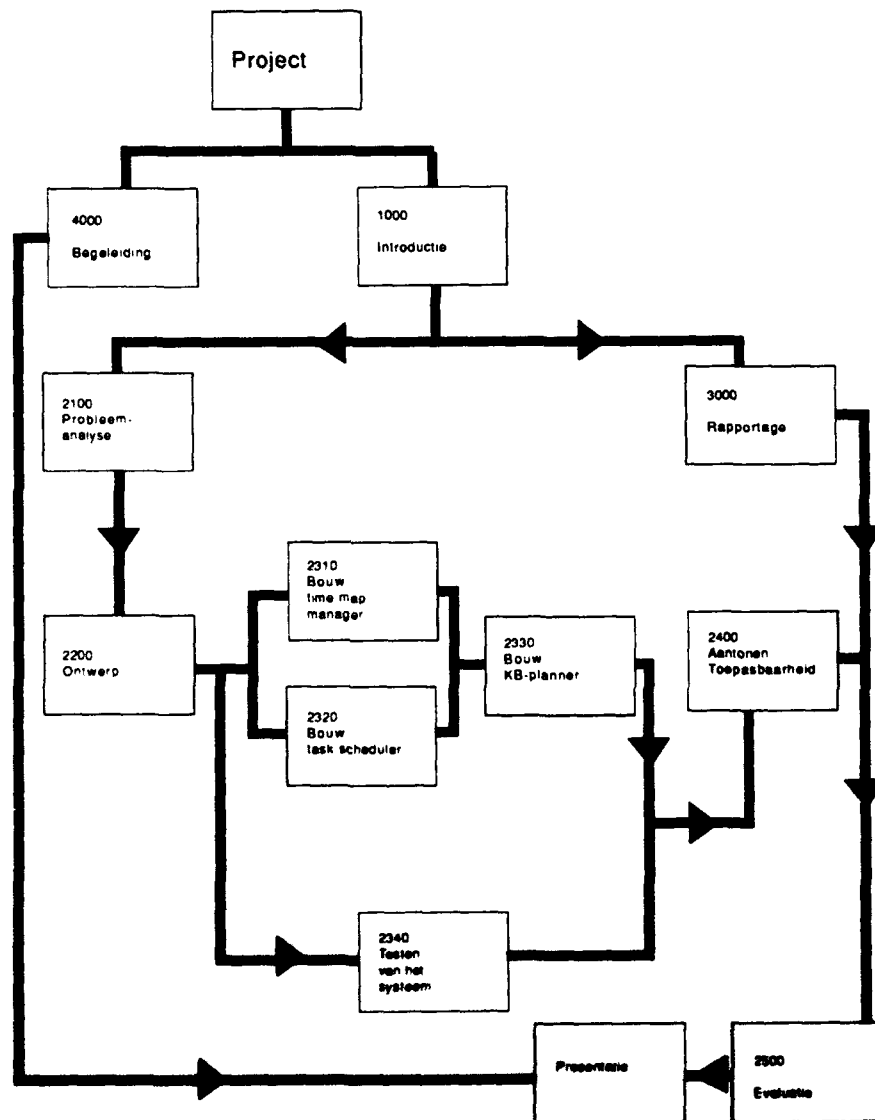 Project
4000
Begeleiding
1000
Introductie
2100
Probleem-
analyse
3000
Rapportage
2310
Bouw
time map
manager
2200
Ontwerp
2330
Bouw
KB-planner
2400
Aantonen
Toepasbaarheid
2320
Bouw
task scheduler
2340
Testen
van het
systeem
Presentatie
2500
Evaluatie